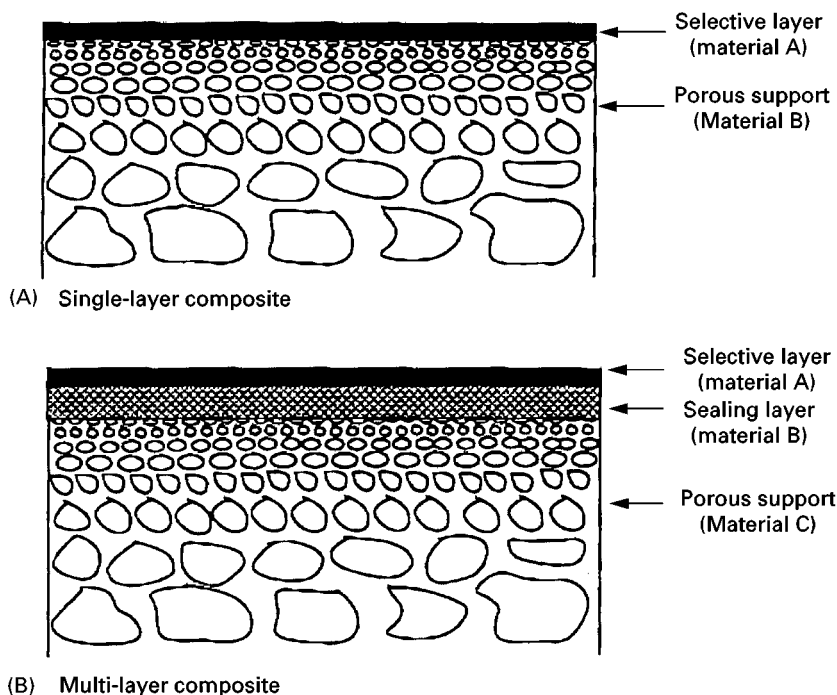 Selective layer
(material A)
Porous support
(Material B)
(A) Single-layer composite
Selective layer
(material A)
Sealing layer
(material B)
Porous support
(Material C)
(B) Multi-layer composite